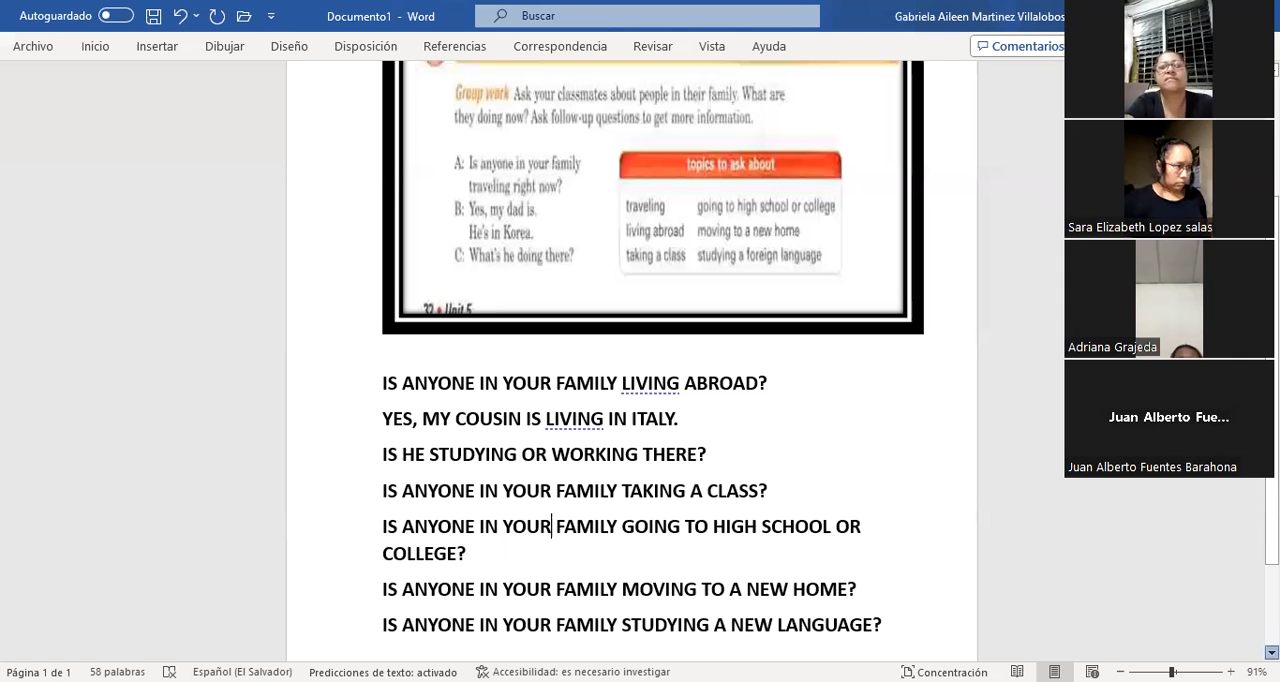 Autoguardado
Documento1 - Word
Buscar
Gabriela Aileen Martinez Villalobos
Archivo Inicio Insertar Dibujar Diseño Disposición Referencias Correspondencia Revisar Vista Ayuda
Comentarios
Group work Ask your classmates about people in their family. What are
they doing now? Ask follow-up questions to get more information.
A: Is anyone in your family
traveling right now?
B: Yes, my dad is.
He's in Korea.
C: What's he doing there?
topics to ask about
traveling going to high school or college
living abroad moving to a new home
taking a class studying a foreign language
32 • Unit 5
IS ANYONE IN YOUR FAMILY LIVING ABROAD?
YES, MY COUSIN IS LIVING IN ITALY.
IS HE STUDYING OR WORKING THERE?
IS ANYONE IN YOUR FAMILY TAKING A CLASS?
IS ANYONE IN YOUR FAMILY GOING TO HIGH SCHOOL OR
COLLEGE?
IS ANYONE IN YOUR FAMILY MOVING TO A NEW HOME?
IS ANYONE IN YOUR FAMILY STUDYING A NEW LANGUAGE?
Sara Elizabeth Lopez salas
Adriana Grajeda
Juan Alberto Fue...
Juan Alberto Fuentes Barahona
Página 1 de 1 58 palabras Español (El Salvador) Predicciones de texto: activado Accesibilidad: es necesario investigar Concentración 91%